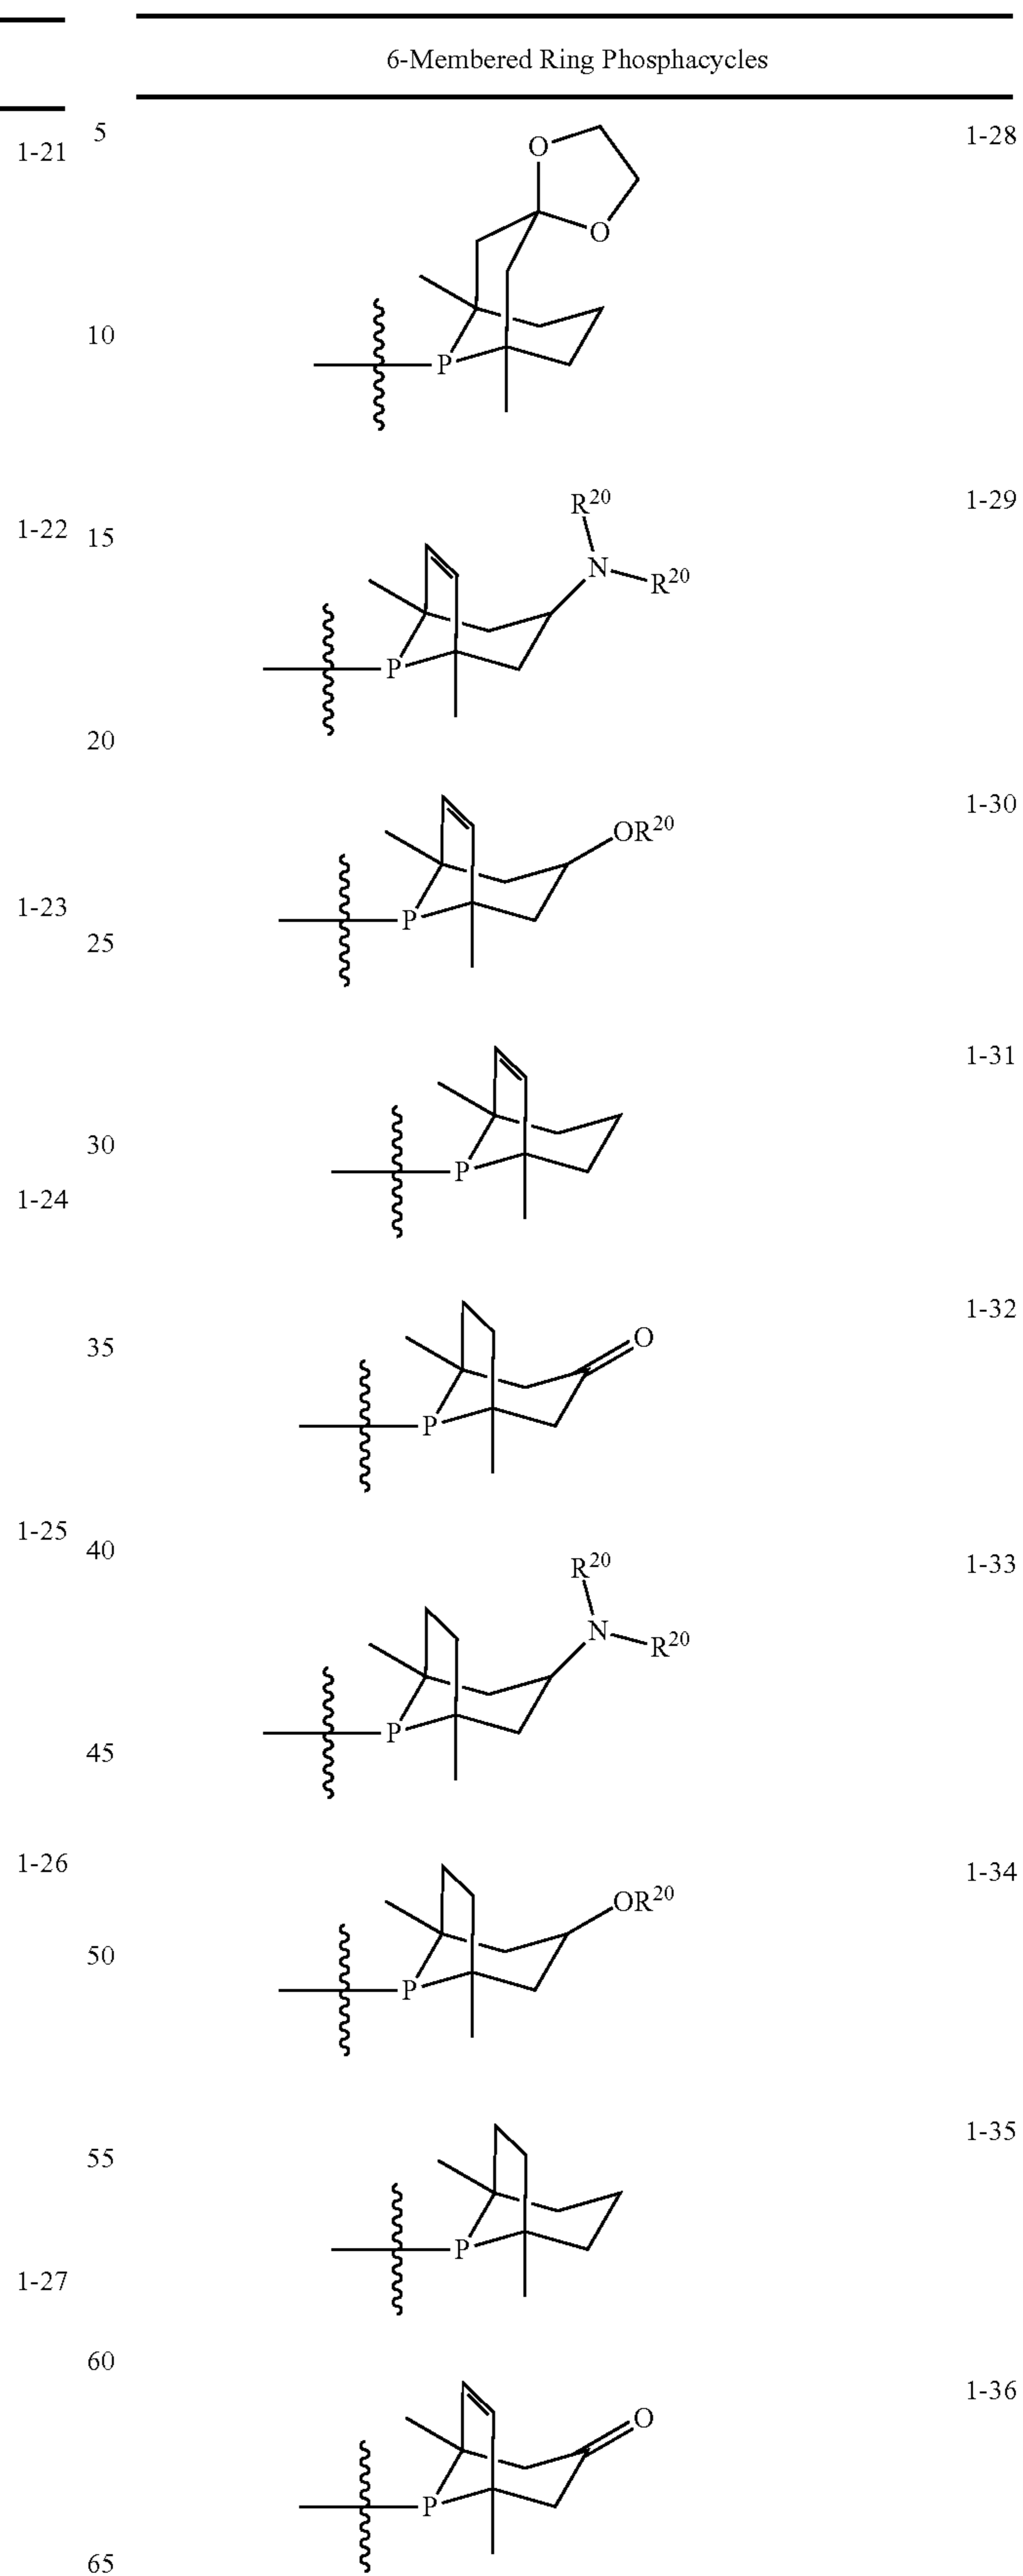 6-Membered Ring Phosphacycles
5
1-21
1-28
O
O
10
P
1-22
15
1-29
R20
N
R20
P
20
1-30
OR20
1-23
P
25
1-31
30
P
1-24
1-32
35
O
P
1-25
40
1-33
R20
N
R20
P
45
1-26
1-34
OR20
50
P
1-35
55
P
1-27
60
1-36
O
P
65